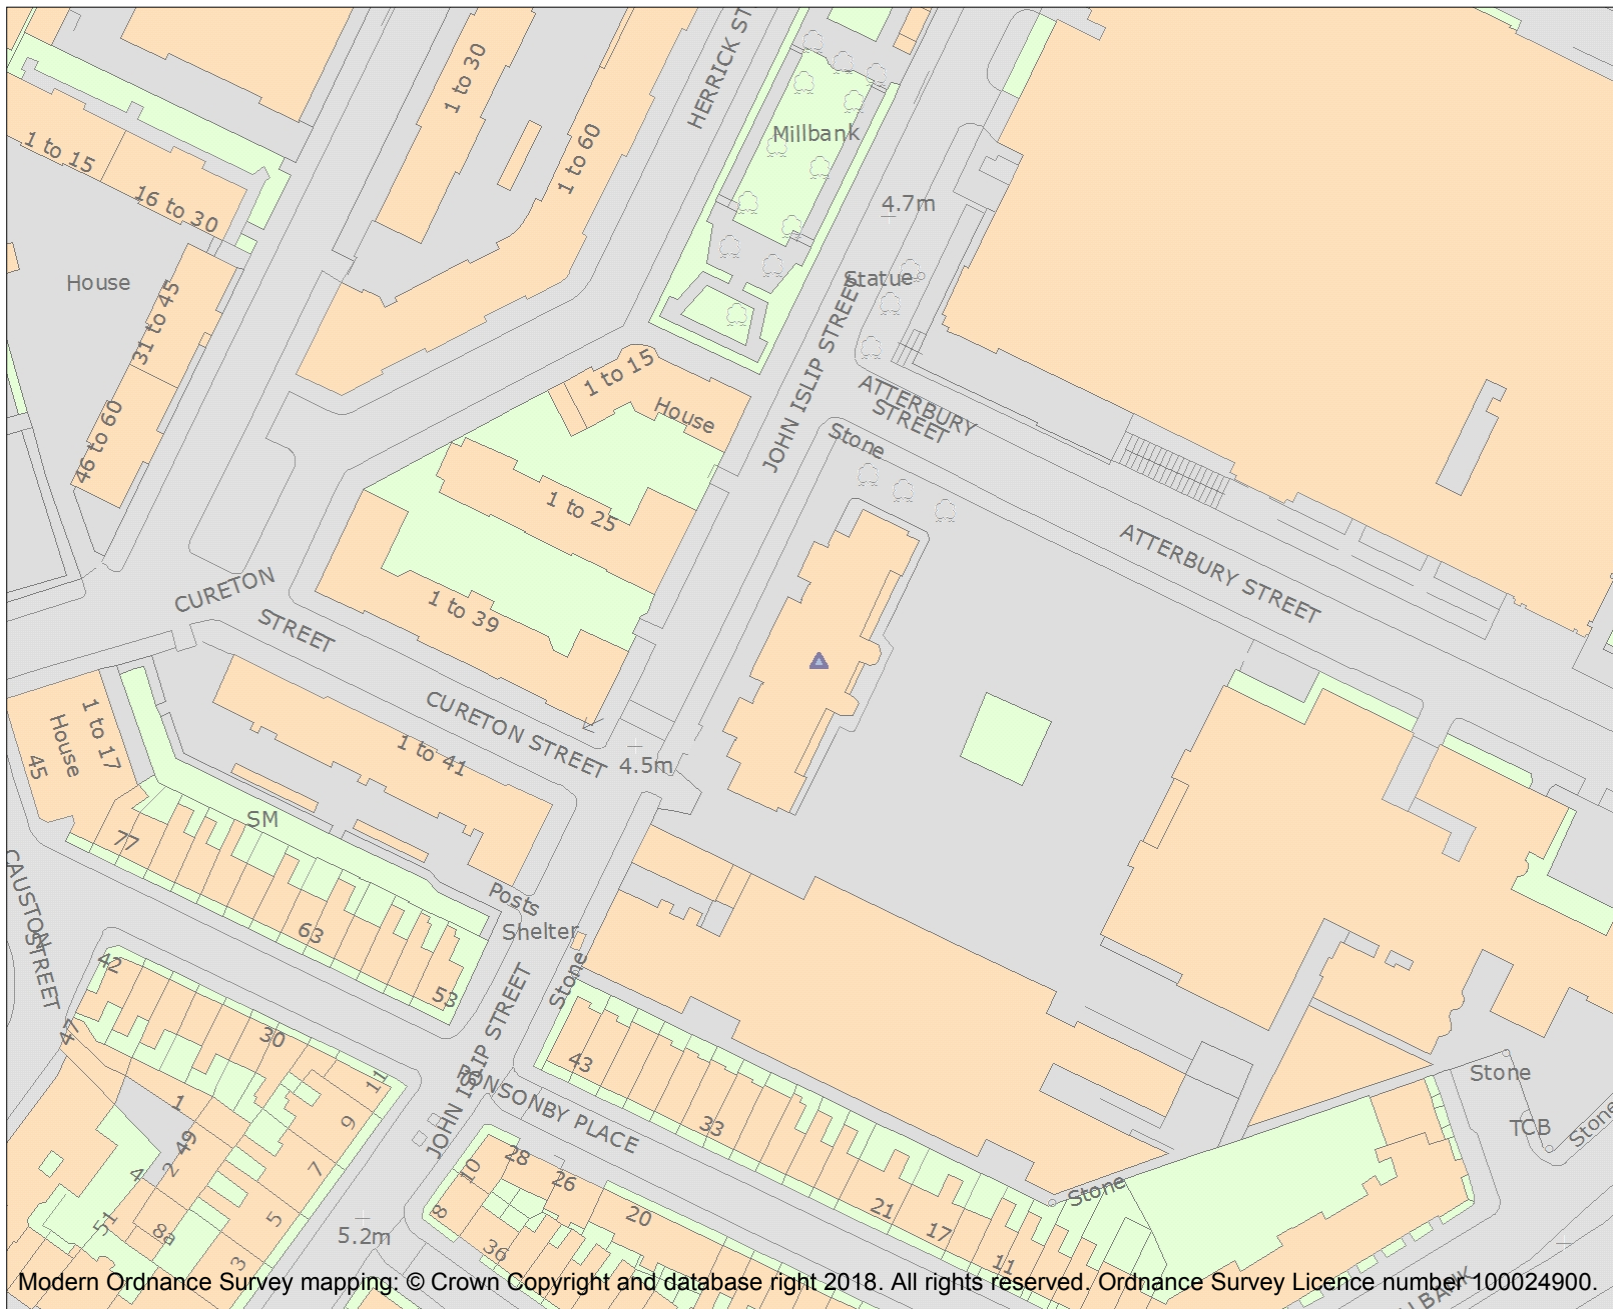 HERRICK ST
1 to 30
1 to 60
Millbank
1 to 15
16 to 30
4.7m
House
31 to 45
Statue
46 to 60
JOHN ISLIP STREET
1 to 15
House
ATTERBURY
STREET
Stone
1 to 25
ATTERBURY STREET
CURETON
STREET
1 to 39
CURETON STREET
4.5m
1 to 17
House
45
1 to 41
SM
77
CAUSTON
STREET
63
53
Posts
Shelter
Stone
JOHN ISLIP STREET
42
47
30
11
9
7
5
3
1
49
2
4
51
8a
43
33
21
17
11
PONSONBY PLACE
28
26
20
10
8
36
5.2m
Stone
Stone
TCB
Stone
LBANK
Modern Ordnance Survey mapping: © Crown Copyright and database right 2018. All rights reserved. Ordnance Survey Licence number 100024900.